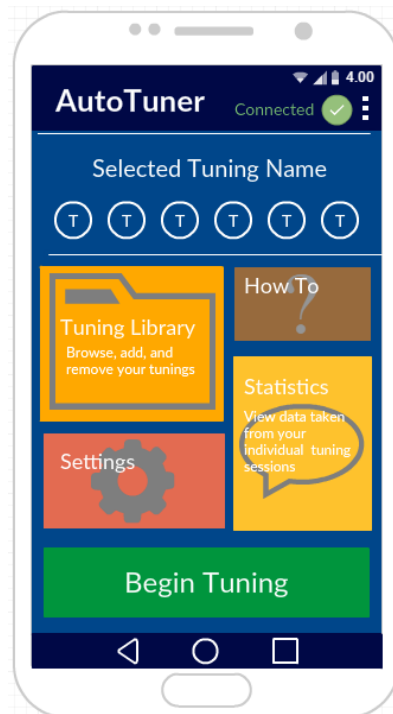 4.00
AutoTuner
Connected
Selected Tuning Name
T T T T T T
Tuning Library
Browse, add, and
remove your tunings
How To
?
Statistics
View data taken
from your
individual tuning
sessions
Settings
Begin Tuning